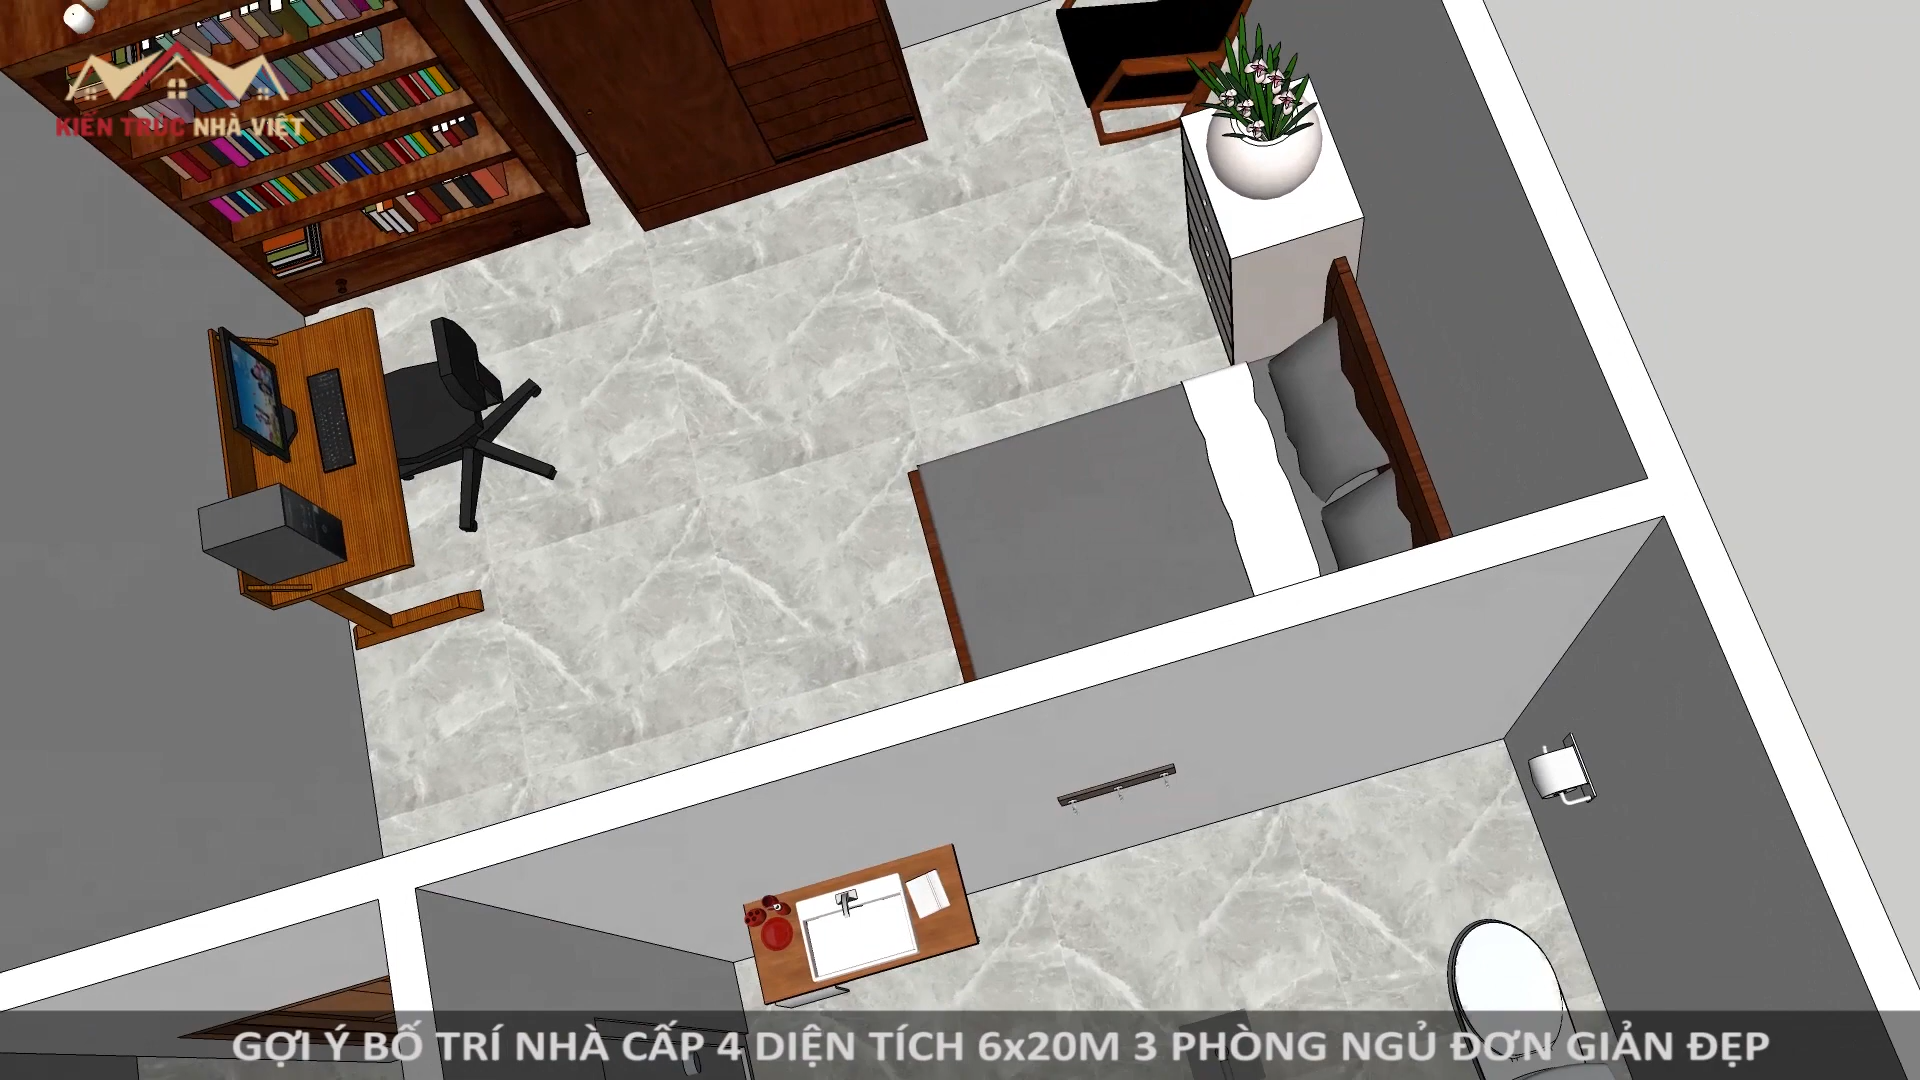 KIẾN TRÚC NHÀ VIỆT
GỢI Ý BỐ TRÍ NHÀ CẤP 4 DIỆN TÍCH 6x20M 3 PHÒNG NGỦ ĐƠN GIẢN ĐẸP